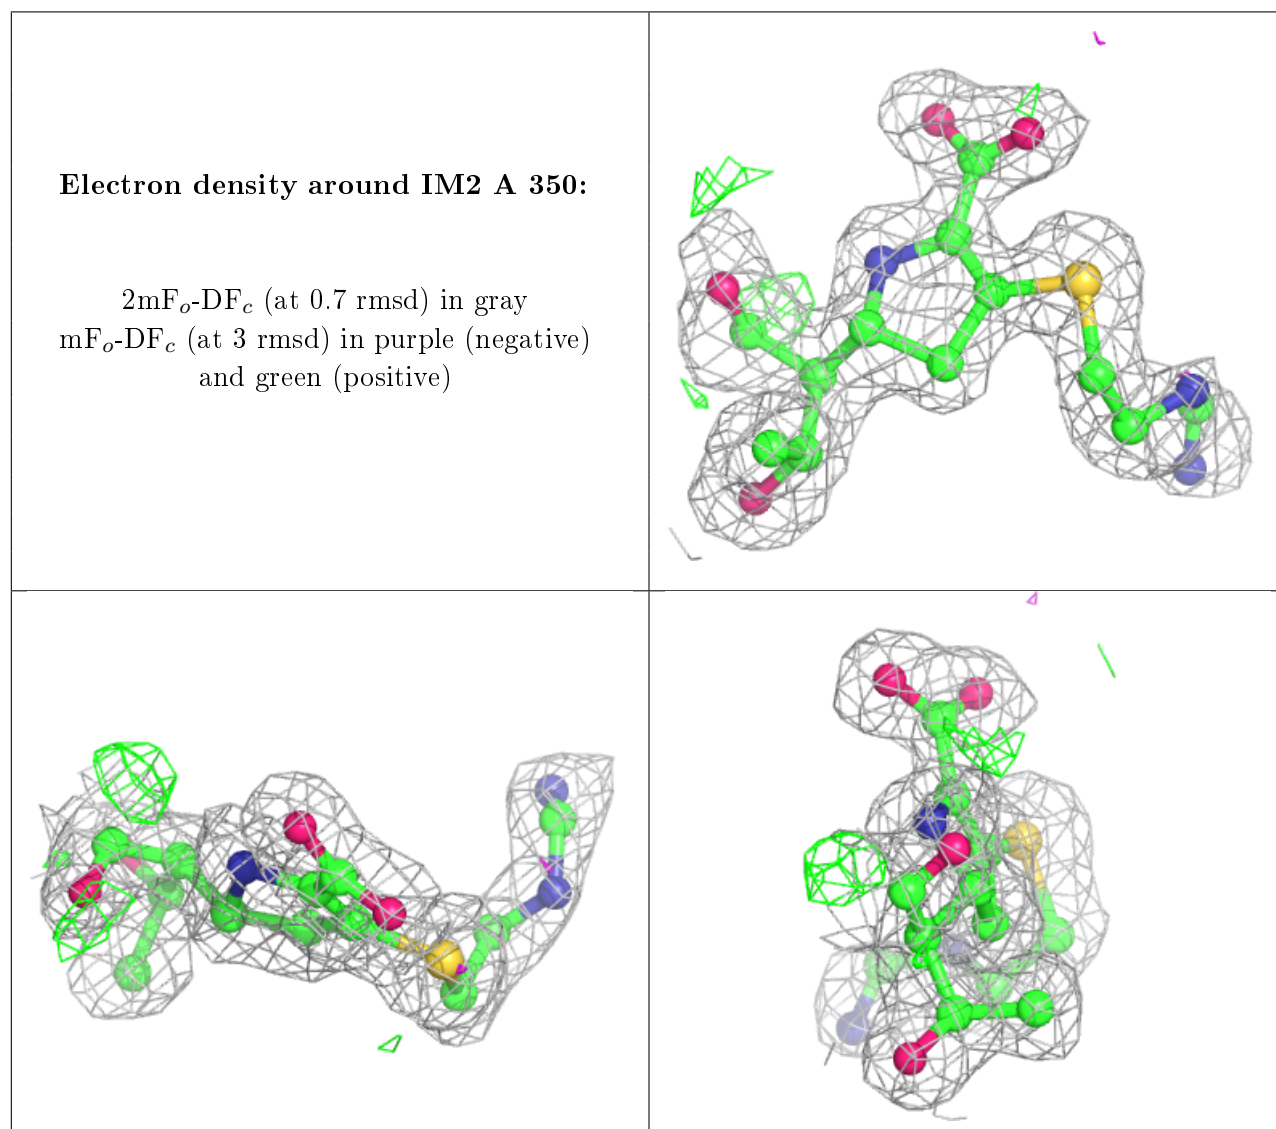 Electron density around IM2 A 350:
2mFₒ-DF𝒸 (at 0.7 rmsd) in gray
mFₒ-DF𝒸 (at 3 rmsd) in purple (negative)
and green (positive)